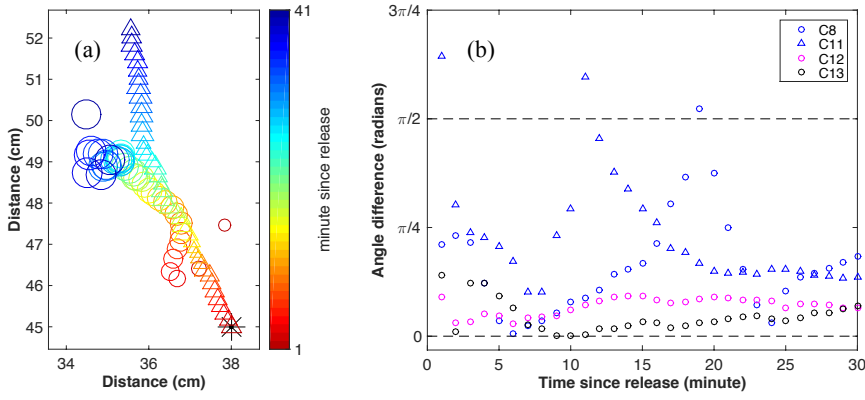 (a)
52
51
50
49
48
47
46
45
Distance (cm)
34
36
38
Distance (cm)
41
1
minute since release
(b)
3π/4
π/2
π/4
0
Angle difference (radians)
0
5
10
15
20
25
30
Time since release (minute)
C8
C11
C12
C13